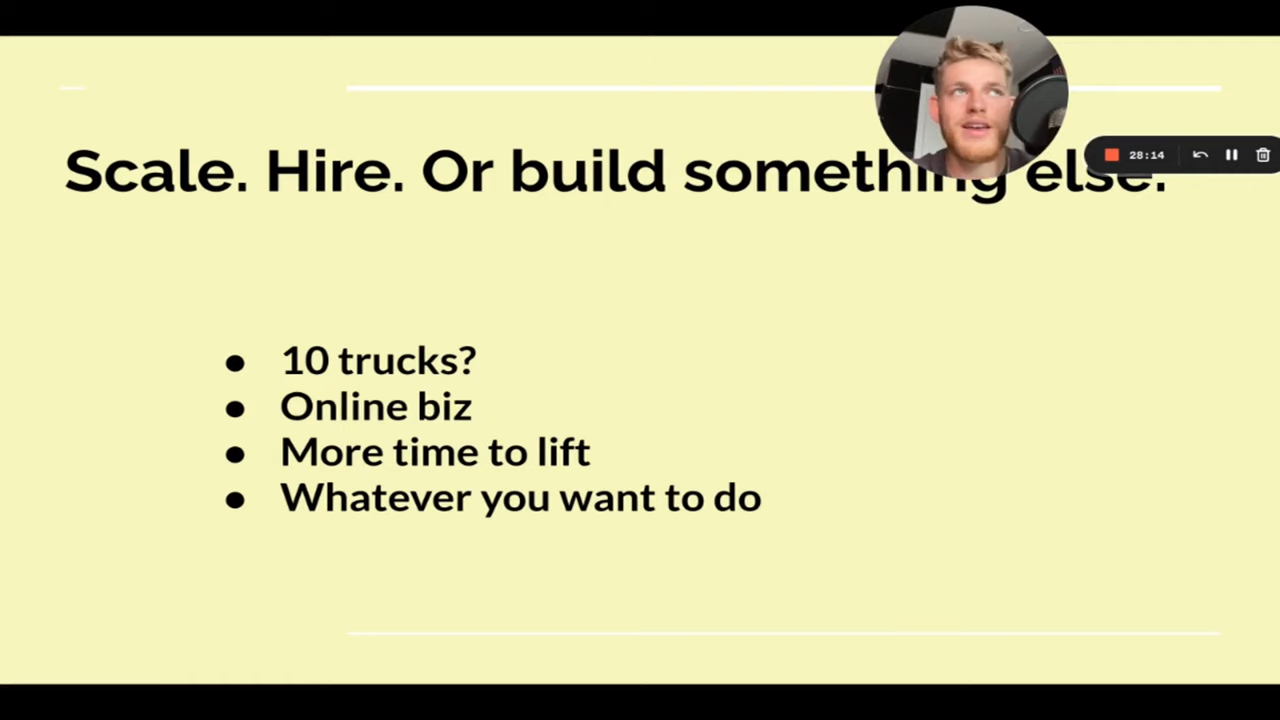 Scale. Hire. Or build something else.
28:14
● 10 trucks?
● Online biz
● More time to lift
● Whatever you want to do